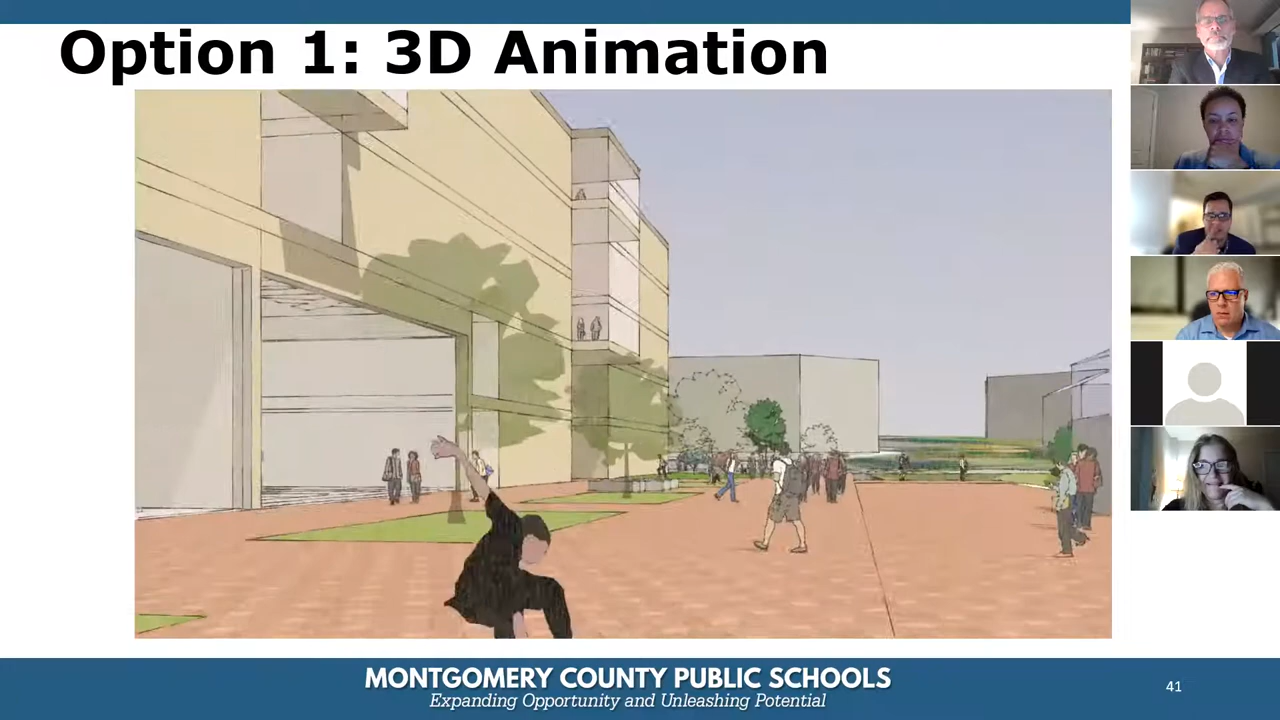 Option 1: 3D Animation
MONTGOMERY COUNTY PUBLIC SCHOOLS
Expanding Opportunity and Unleashing Potential
41